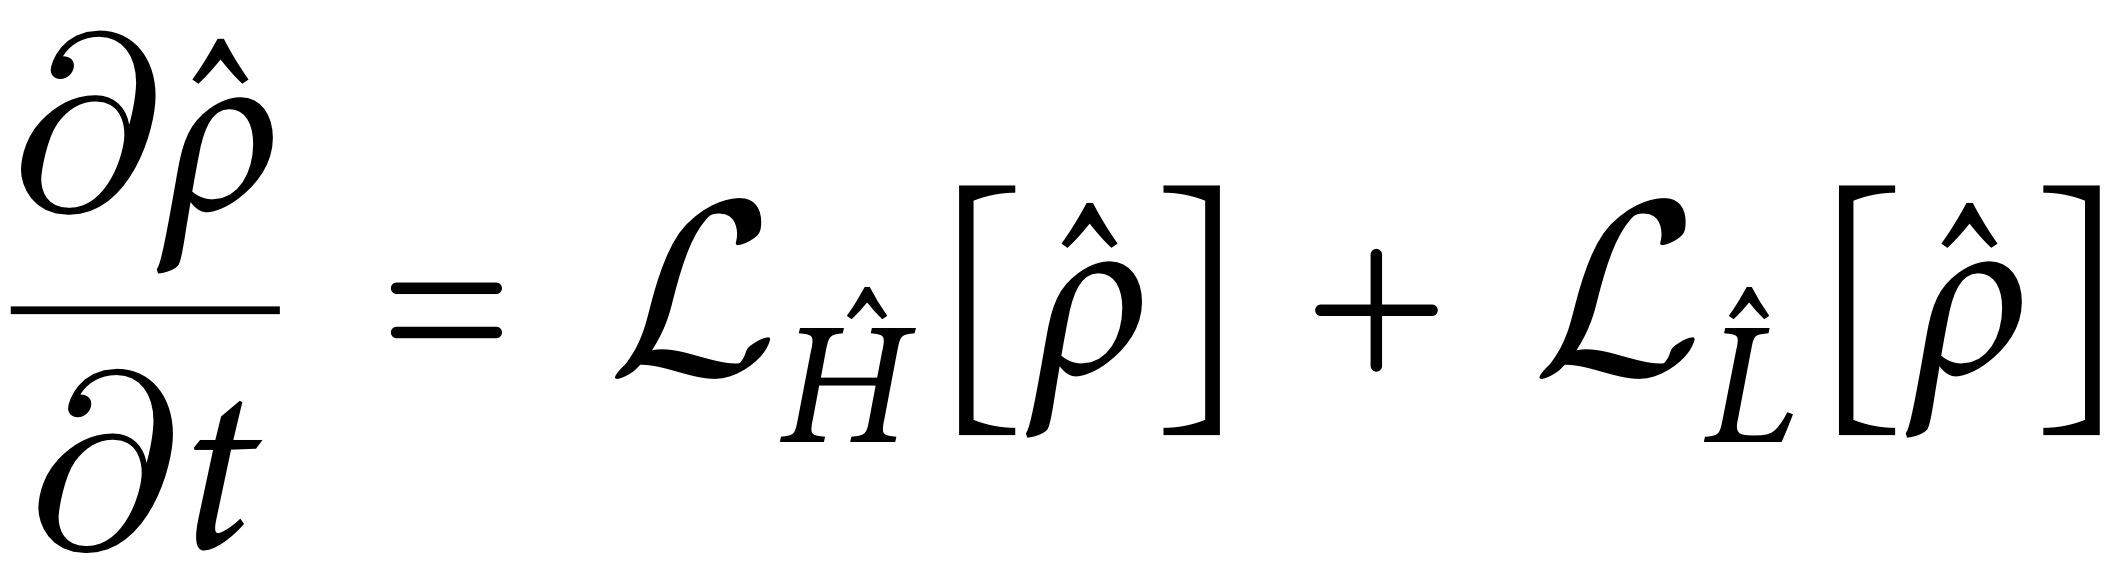 ∂ρ̂/∂t = ℒ_Ĥ[ρ̂] + ℒ_L̂[ρ̂]